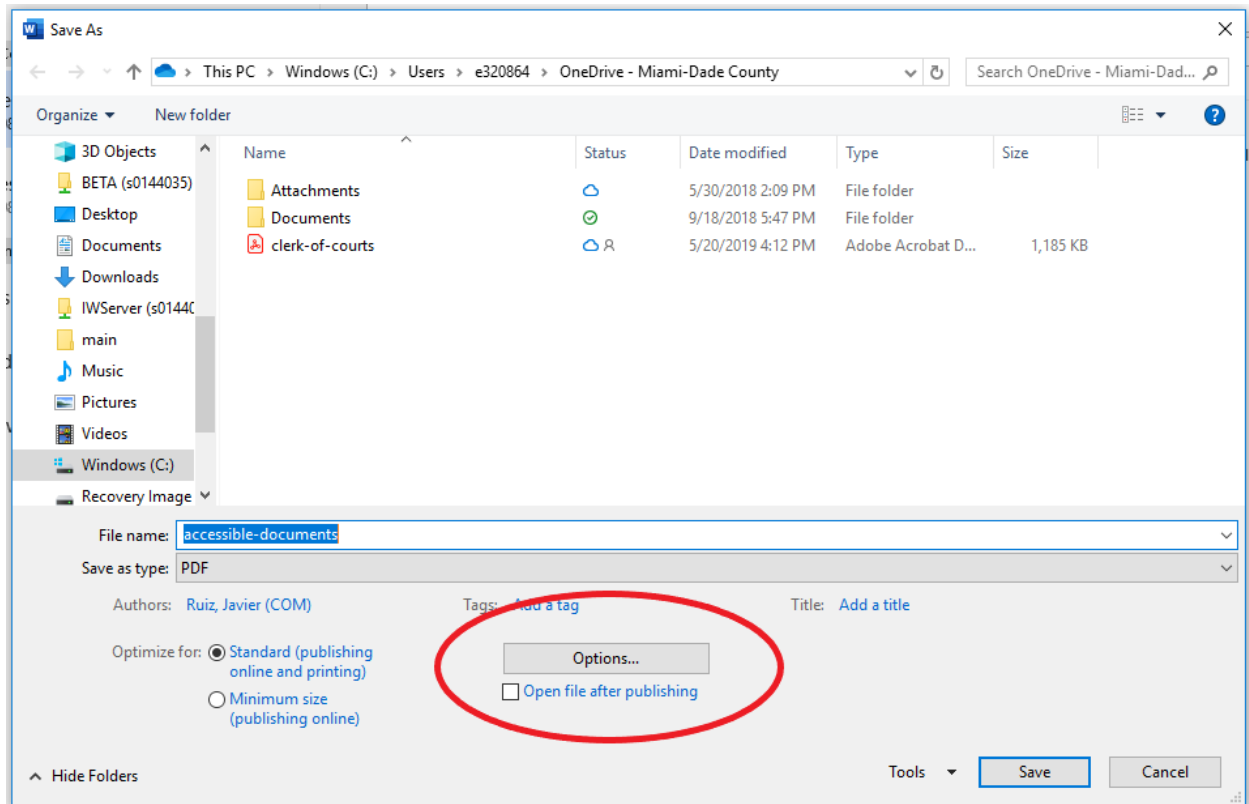 Save As
This PC > Windows (C:) > Users > e320864 > OneDrive - Miami-Dade County
Search OneDrive - Miami-Dad...
Organize
New folder
?
Name
Status
Date modified
Type
Size
3D Objects
BETA (s0144035)
Desktop
Documents
Downloads
IWServer (s01440
main
Music
Pictures
Videos
Windows (C:)
Recovery Image
Attachments 5/30/2018 2:09 PM File folder
Documents 9/18/2018 5:47 PM File folder
clerk-of-courts 5/20/2019 4:12 PM Adobe Acrobat D... 1,185 KB
File name: accessible-documents
Save as type: PDF
Authors: Ruiz, Javier (COM)
Tags: Add a tag
Title: Add a title
Optimize for: Standard (publishing
online and printing)
Minimum size
(publishing online)
Options...
Open file after publishing
Hide Folders
Tools
Save
Cancel